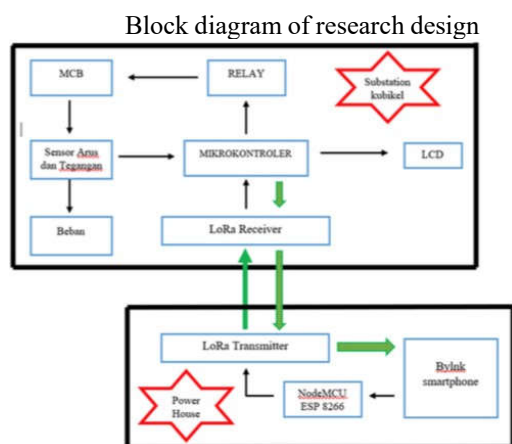 Block diagram of research design
MCB
RELAY
Substation
kubikel
Sensor Arus
dan Tegangan
MIKROKONTROLER
LCD
Beban
LoRa Receiver
LoRa Transmitter
Bylnk
smartphone
NodeMCU
ESP 8266
Power
House